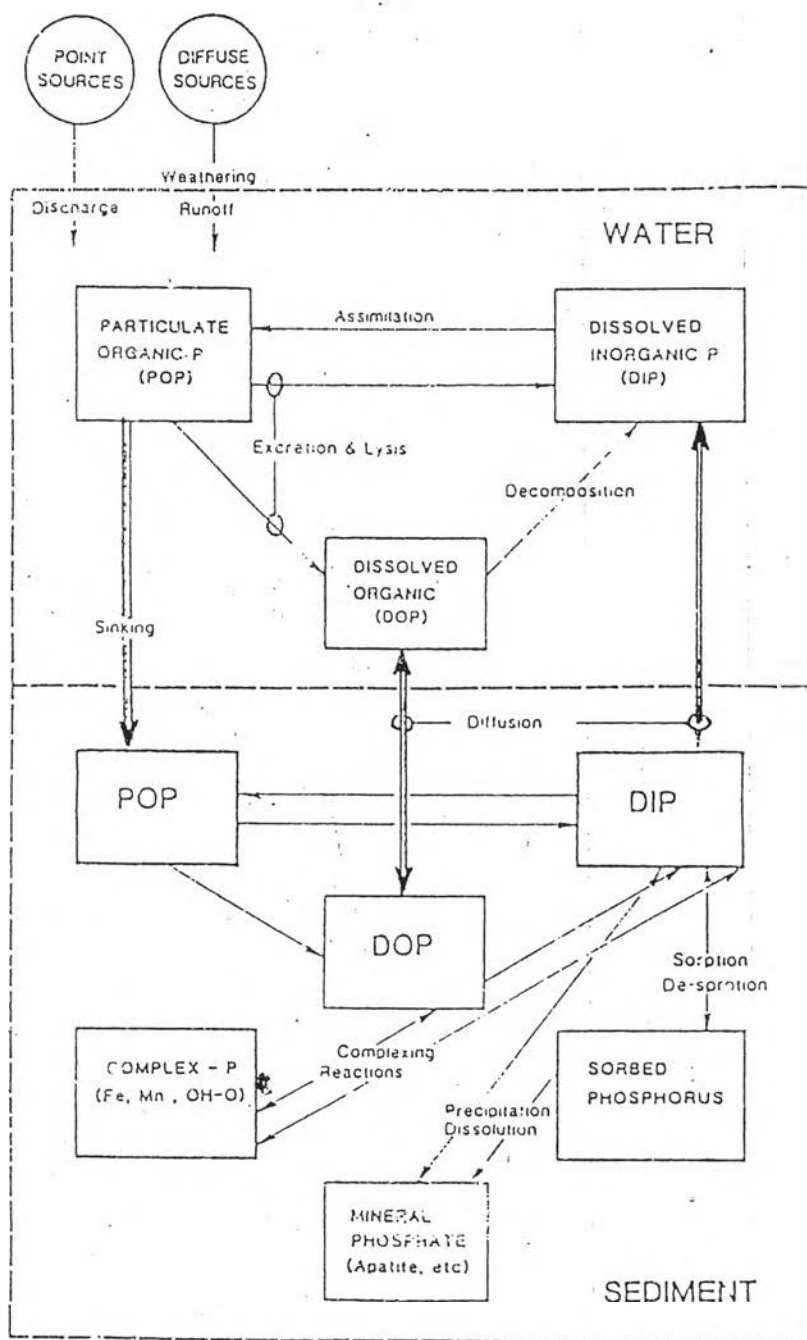 POINT
SOURCES
DIFFUSE
SOURCES
Weathering
Discharge
Runoff
WATER
PARTICULATE
ORGANIC-P
(POP)
Assimilation
DISSOLVED
INORGANIC P
(DIP)
Excration & Lysis
Decomposition
DISSOLVED
ORGANIC
(DOP)
Sinking
Diffusion
POP
DIP
DOP
Sorption
De-sprotion
COMPLEX - P
(Fe, Mn, OH-O)
Complexing
Reactions
SORBED
PHOSPHORUS
Precipitation
Dissolution
MINERAL
PHOSPHATE
(Apatite, etc)
SEDIMENT